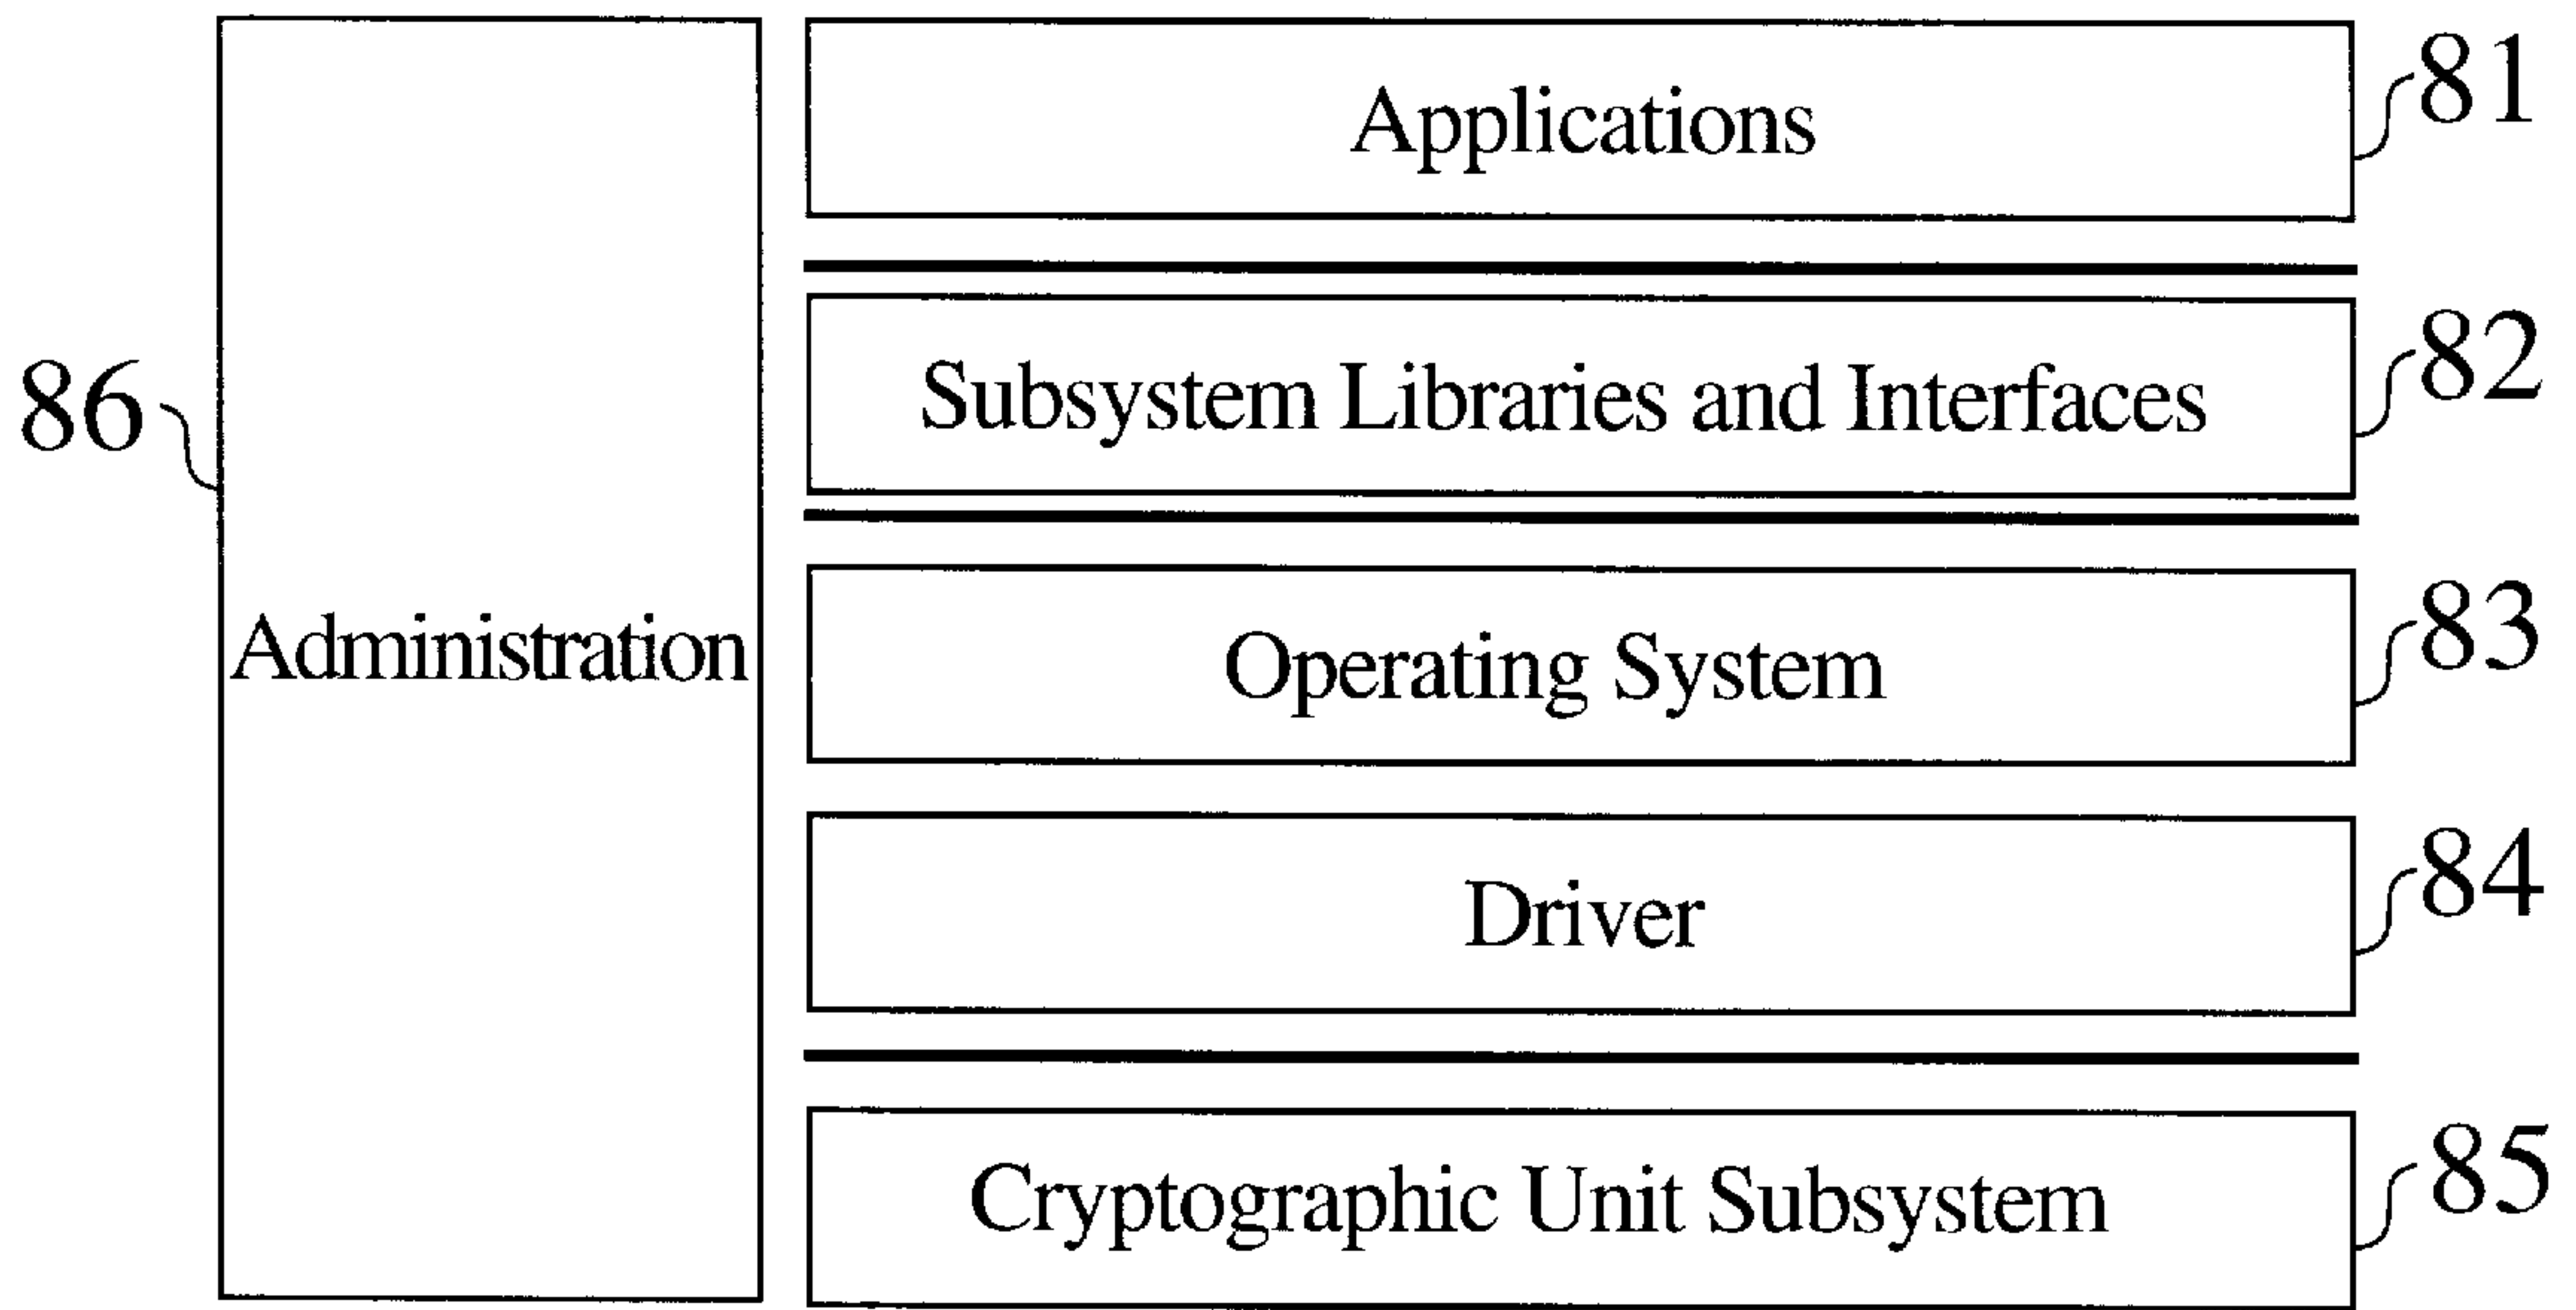 Applications
81
Subsystem Libraries and Interfaces
82
86
Administration
Operating System
83
Driver
84
Cryptographic Unit Subsystem
85